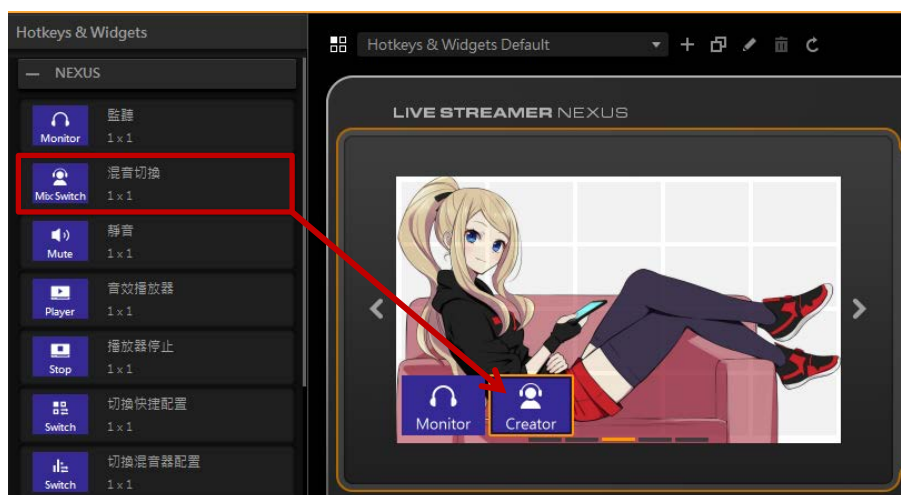 Hotkeys & Widgets
NEXUS
監聽
Monitor
1 x 1
混音切換
Mix Switch
1 x 1
靜音
Mute
1 x 1
音效播放器
Player
1 x 1
播放器停止
Stop
1 x 1
切換快捷配置
Switch
1 x 1
切換混音器配置
Switch
1 x 1
Hotkeys & Widgets Default
LIVE STREAMER NEXUS
Monitor
Creator